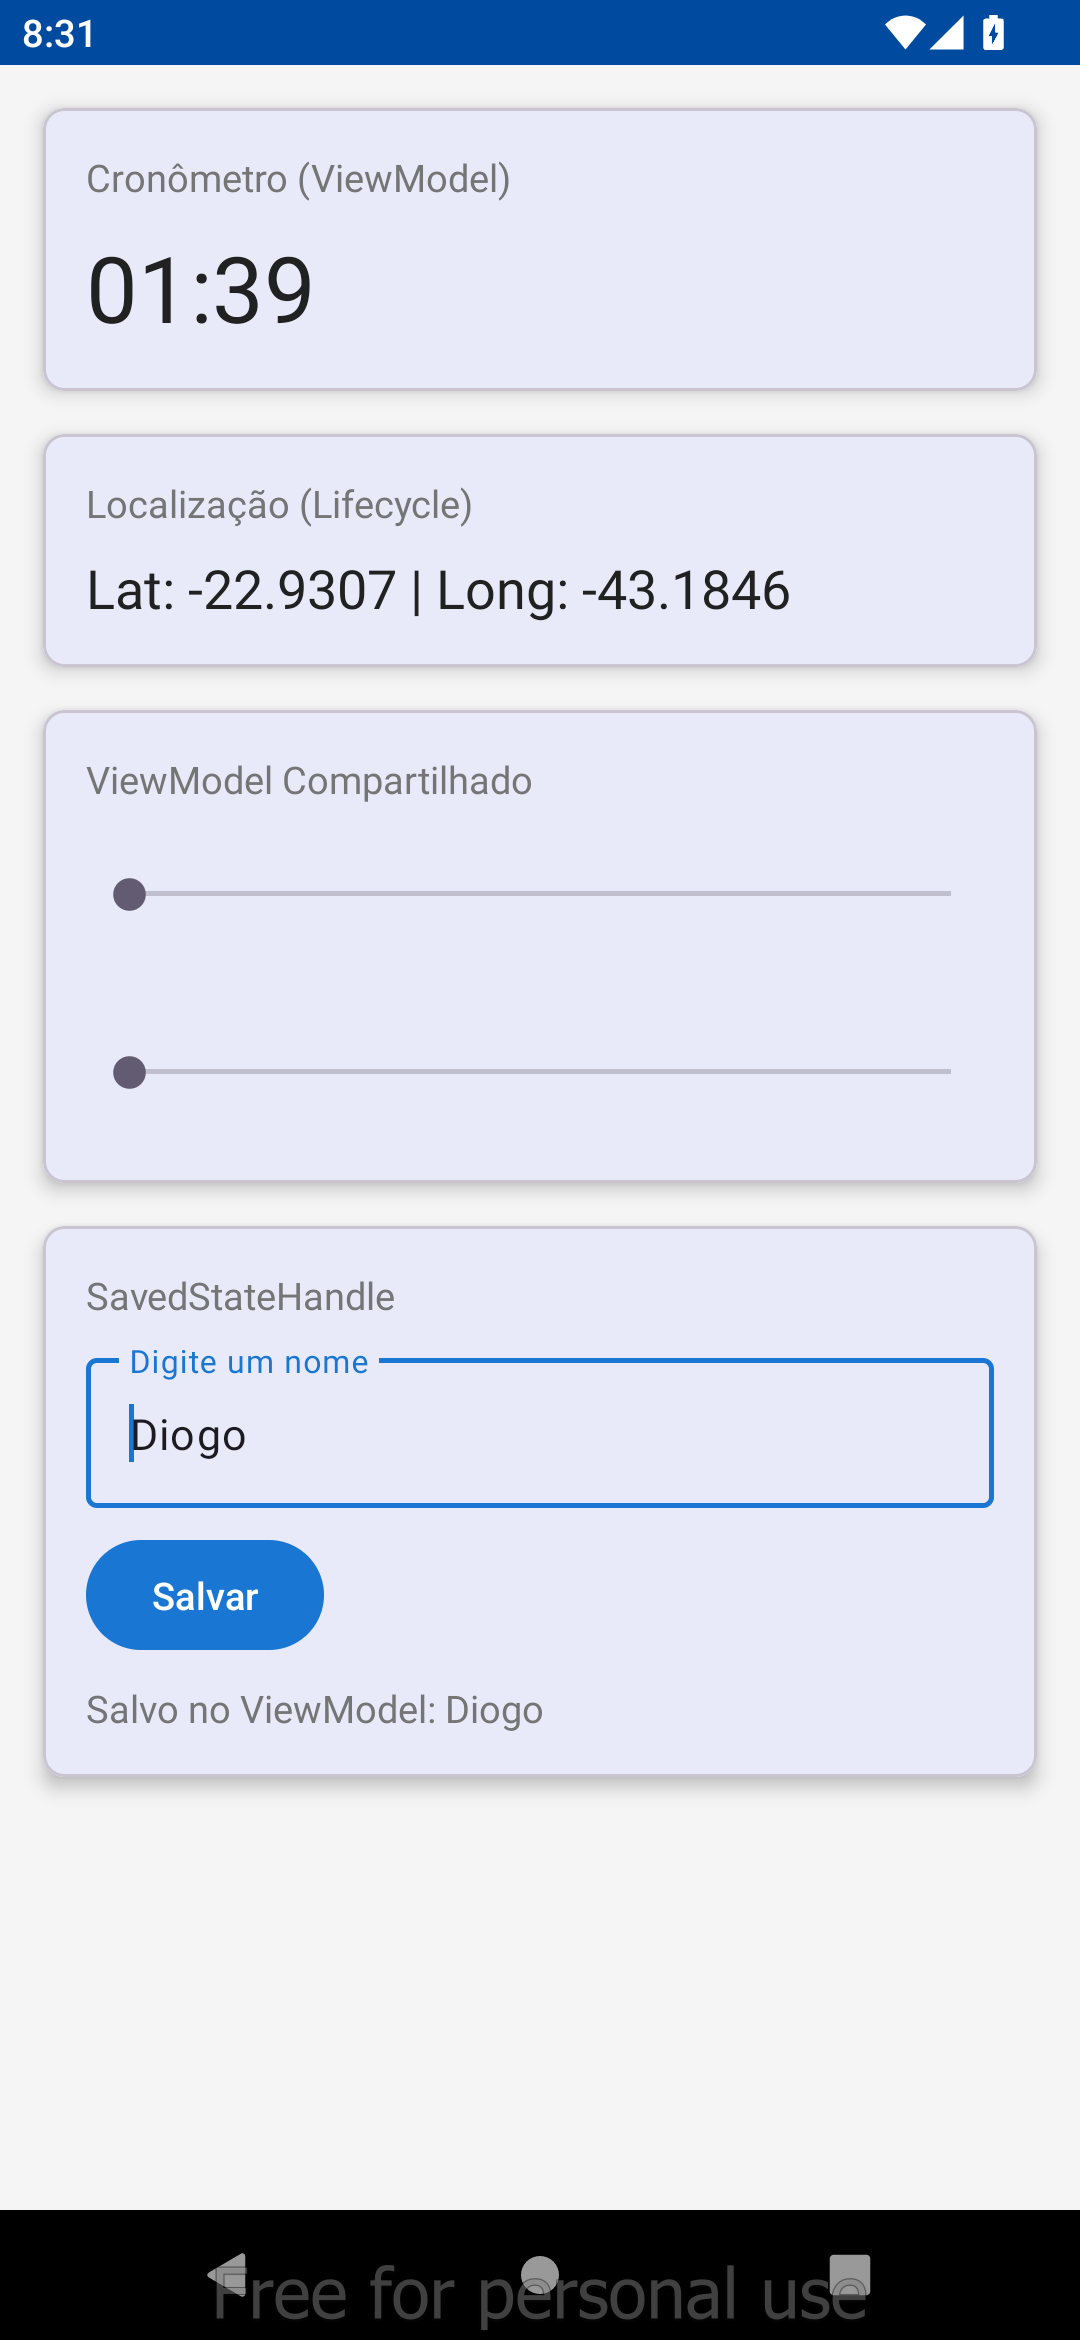 8:31
Cronômetro (ViewModel)
01:39
Localização (Lifecycle)
Lat: -22.9307 | Long: -43.1846
ViewModel Compartilhado
SavedStateHandle
Digite um nome
Diogo
Salvar
Salvo no ViewModel: Diogo
Free for personal use